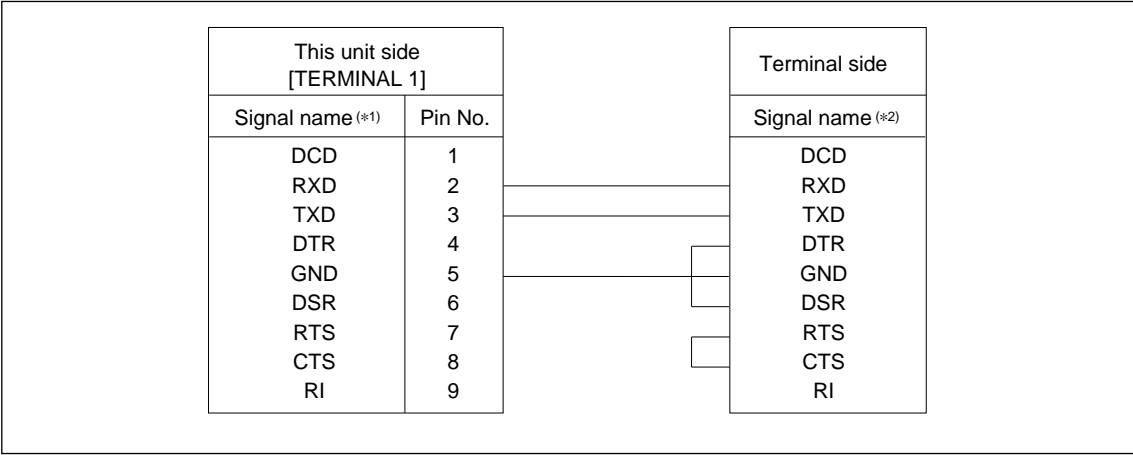 This unit side
[TERMINAL 1]
Terminal side
Signal name (*1) Pin No. Signal name (*2)
DCD 1 DCD
RXD 2 RXD
TXD 3 TXD
DTR 4 DTR
GND 5 GND
DSR 6 DSR
RTS 7 RTS
CTS 8 CTS
RI 9 RI